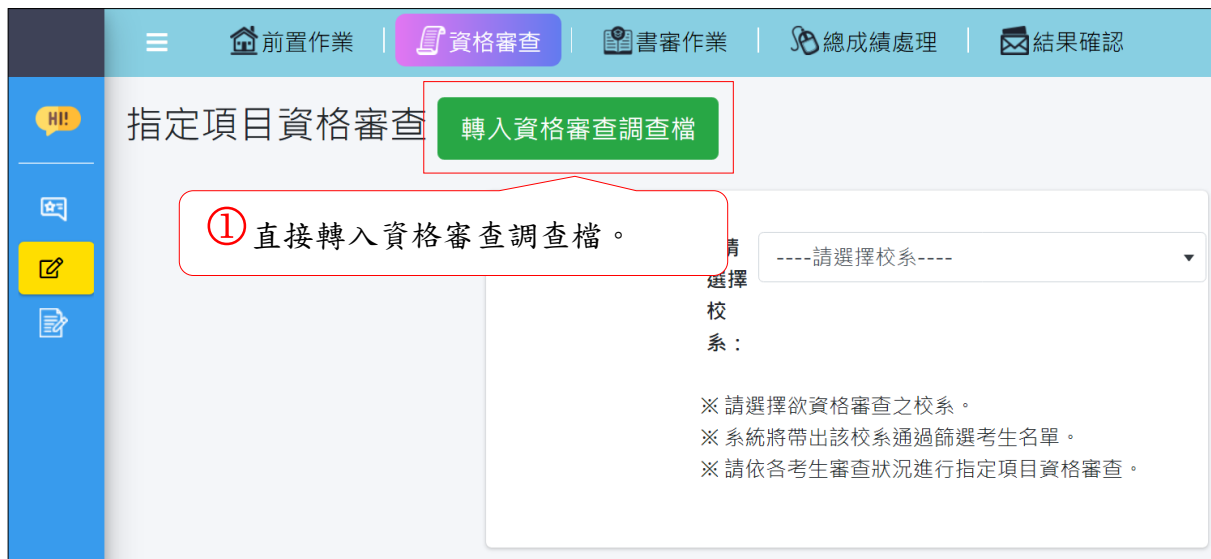 前置作業 資格審查 書審作業 總成績處理 結果確認
HI!
指定項目資格審查 轉入資格審查調查檔
①直接轉入資格審查調查檔。
請
選擇
校
系：
----請選擇校系----
※ 請選擇欲資格審查之校系。
※ 系統將帶出該校系通過篩選考生名單。
※ 請依各考生審查狀況進行指定項目資格審查。